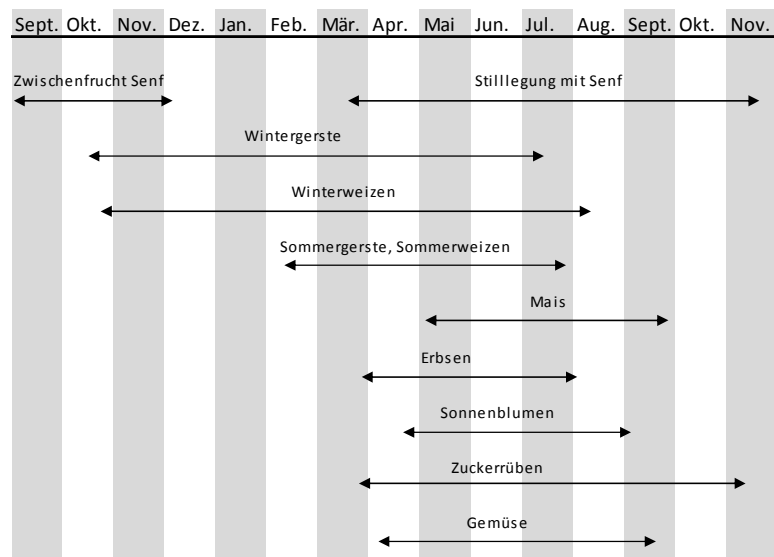 Sept. Okt. Nov. Dez. Jan. Feb. Mär. Apr. Mai Jun. Jul. Aug. Sept. Okt. Nov.
Zwischenfrucht Senf Stilllegung mit Senf
Wintergerste
Winterweizen
Sommergerste, Sommerweizen
Mais
Erbsen
Sonnenblumen
Zuckerrüben
Gemüse